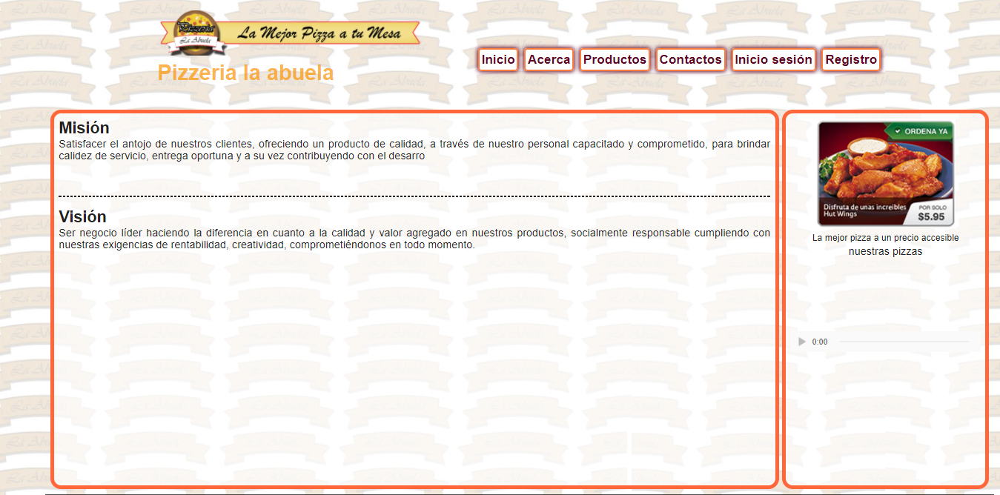 Pizzeria
La Abuela
La Mejor Pizza a tu Mesa
Pizzeria la abuela
Inicio Acerca Productos Contactos Inicio sesión Registro
Misión
Satisfacer el antojo de nuestros clientes, ofreciendo un producto de calidad, a través de nuestro personal capacitado y comprometido, para brindar
calidez de servicio, entrega oportuna y a su vez contribuyendo con el desarro
Visión
Ser negocio líder haciendo la diferencia en cuanto a la calidad y valor agregado en nuestros productos, socialmente responsable cumpliendo con
nuestras exigencias de rentabilidad, creatividad, comprometiéndonos en todo momento.
ORDENA YA
Disfruta de unas increibles
Hut Wings
POR SOLO
$5.95
La mejor pizza a un precio accesible
nuestras pizzas
0:00